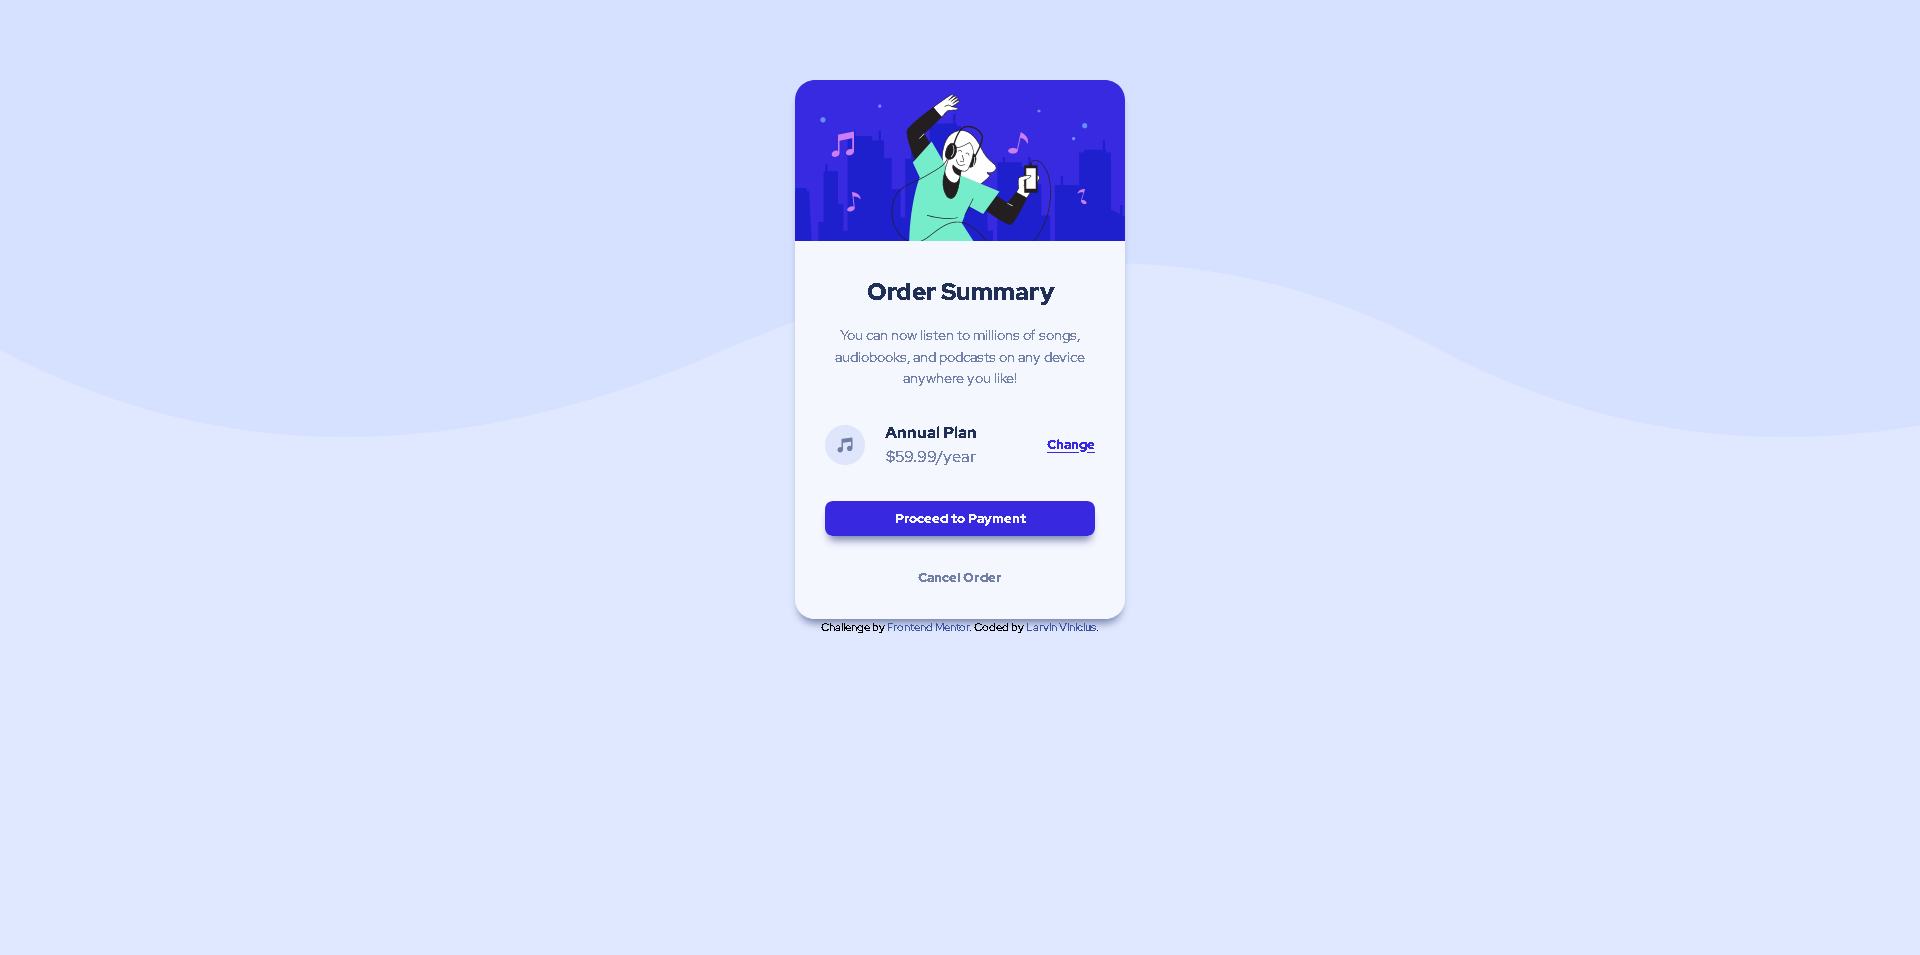 Order Summary
You can now listen to millions of songs,
audiobooks, and podcasts on any device
anywhere you like!
Annual Plan
$59.99/year
Change
Proceed to Payment
Cancel Order
Challenge by Frontend Mentor. Coded by Larvin Vinicius.